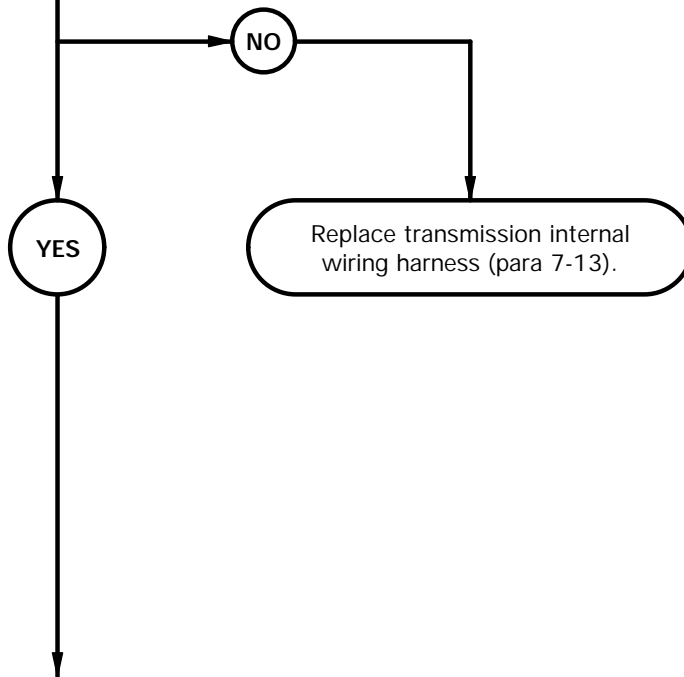 NO
YES
Replace transmission internal
wiring harness (para 7-13).